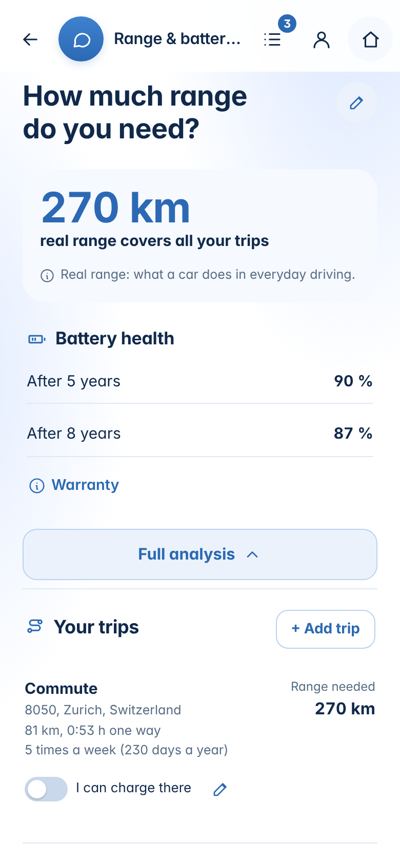 Range & batter...
3
How much range
do you need?
270 km
real range covers all your trips
Real range: what a car does in everyday driving.
Battery health
After 5 years 90 %
After 8 years 87 %
Warranty
Full analysis
Your trips
+ Add trip
Commute
Range needed
8050, Zurich, Switzerland
270 km
81 km, 0:53 h one way
5 times a week (230 days a year)
I can charge there